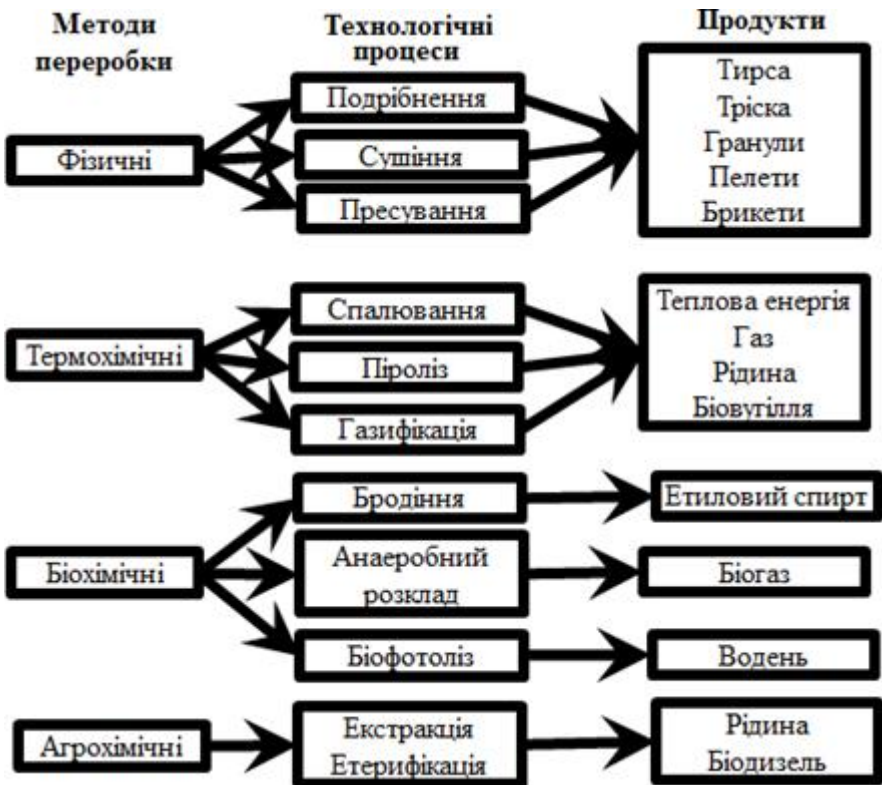 Методи
переробки
Технологічні
процеси
Продукти
Фізичні
Подрібнення
Сушіння
Пресування
Тирса
Тріска
Гранули
Пелети
Брикети
Термохімічні
Спалювання
Піроліз
Газифікація
Теплова енергія
Газ
Рідина
Біовугілля
Біохімічні
Бродіння
Етиловий спирт
Анаеробний
розклад
Біогаз
Біофотоліз
Водень
Агрохімічні
Екстракція
Етерифікація
Рідина
Біодизель